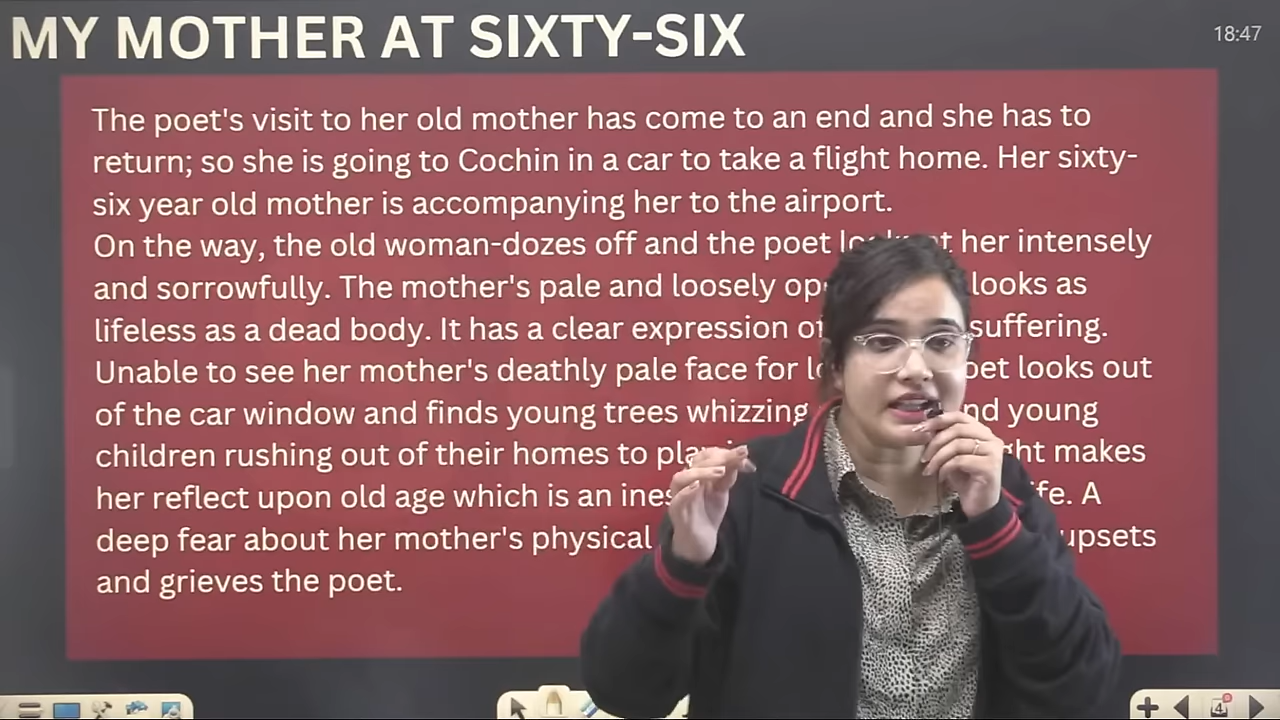 MY MOTHER AT SIXTY-SIX
18:47
The poet's visit to her old mother has come to an end and she has to
return; so she is going to Cochin in a car to take a flight home. Her sixty-
six year old mother is accompanying her to the airport.
On the way, the old woman-dozes off and the poet her intensely
and sorrowfully. The mother's pale and loosely looks as
lifeless as a dead body. It has a clear expression suffering.
Unable to see her mother's deathly pale face for looks out
of the car window and finds young trees whizzing young
children rushing out of their homes to makes
her reflect upon old age which is an A
deep fear about her mother's physical upsets
and grieves the poet.
4